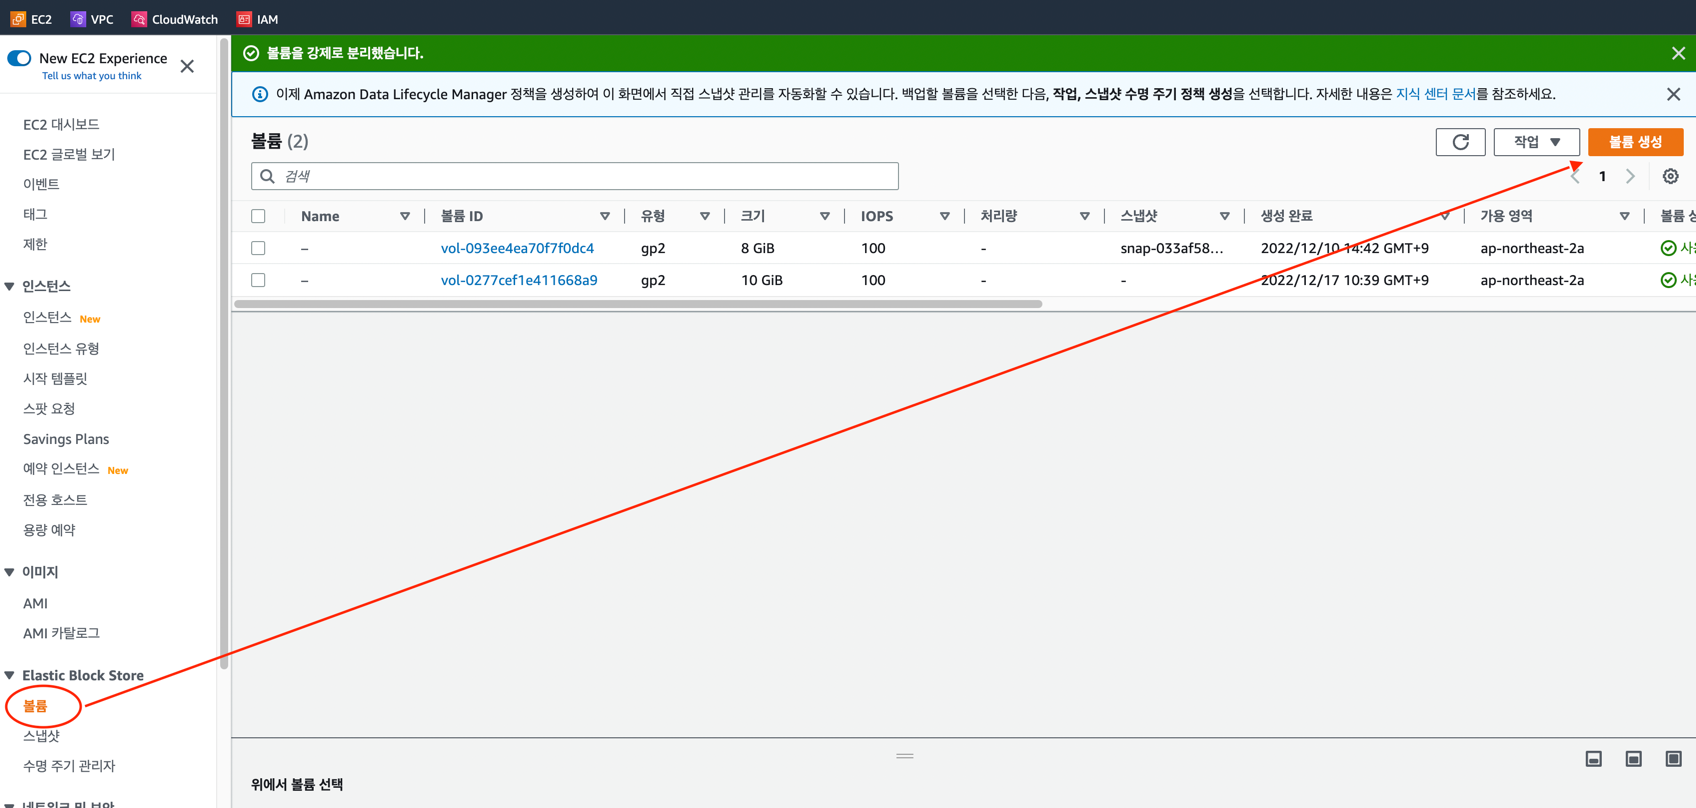 EC2 VPC CloudWatch IAM
New EC2 Experience
Tell us what you think
EC2 대시보드
EC2 글로벌 보기
이벤트
태그
제한
인스턴스
인스턴스 New
인스턴스 유형
시작 템플릿
스팟 요청
Savings Plans
예약 인스턴스 New
전용 호스트
용량 예약
이미지
AMI
AMI 카탈로그
Elastic Block Store
볼륨
스냅샷
수명 주기 관리자
네트워크 및 보안
볼륨을 강제로 분리했습니다.
이제 Amazon Data Lifecycle Manager 정책을 생성하여 이 화면에서 직접 스냅샷 관리를 자동화할 수 있습니다. 백업할 볼륨을 선택한 다음, 작업, 스냅샷 수명 주기 정책 생성을 선택합니다. 자세한 내용은 지식 센터 문서를 참조하세요.
볼륨 (2)
작업 볼륨 생성
검색
1
Name 볼륨 ID 유형 크기 IOPS 처리량 스냅샷 생성 완료 가용 영역 볼륨
– vol-093ee4ea70f7f0dc4 gp2 8 GiB 100 - snap-033af58... 2022/12/10 14:42 GMT+9 ap-northeast-2a
– vol-0277cef1e411668a9 gp2 10 GiB 100 - - 2022/12/17 10:39 GMT+9 ap-northeast-2a
위에서 볼륨 선택